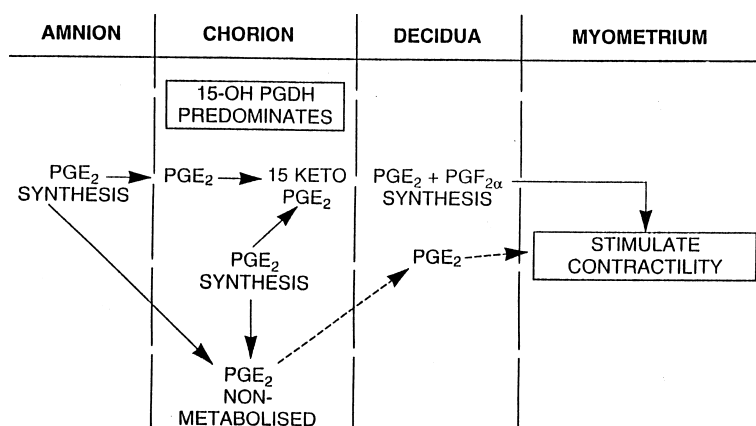 AMNION
CHORION
DECIDUA
MYOMETRIUM
15-OH PGDH
PREDOMINATES
PGE₂
SYNTHESIS
PGE₂
15 KETO
PGE₂
PGE₂ + PGF₂α
SYNTHESIS
PGE₂
SYNTHESIS
PGE₂
STIMULATE
CONTRACTILITY
PGE₂
NON-
METABOLISED